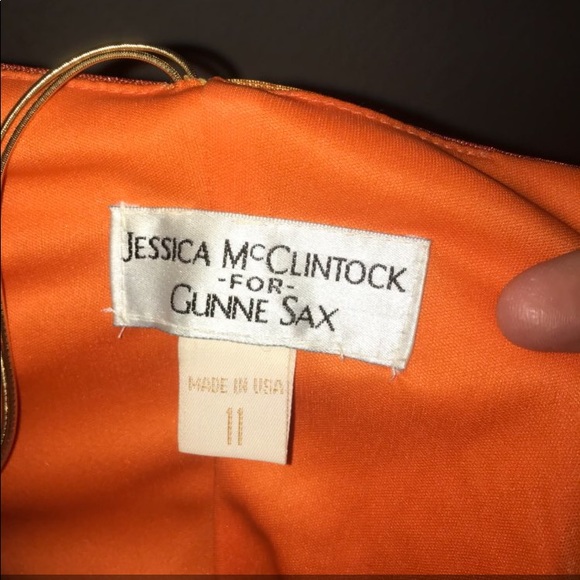 JESSICA McCLINTOCK
-FOR-
GUNNE SAX
MADE IN USA
11